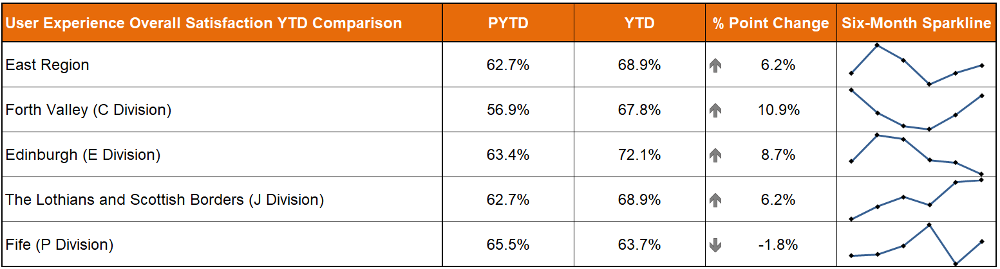 User Experience Overall Satisfaction YTD Comparison PYTD YTD % Point Change Six-Month Sparkline
East Region 62.7% 68.9% 6.2%
Forth Valley (C Division) 56.9% 67.8% 10.9%
Edinburgh (E Division) 63.4% 72.1% 8.7%
The Lothians and Scottish Borders (J Division) 62.7% 68.9% 6.2%
Fife (P Division) 65.5% 63.7% -1.8%